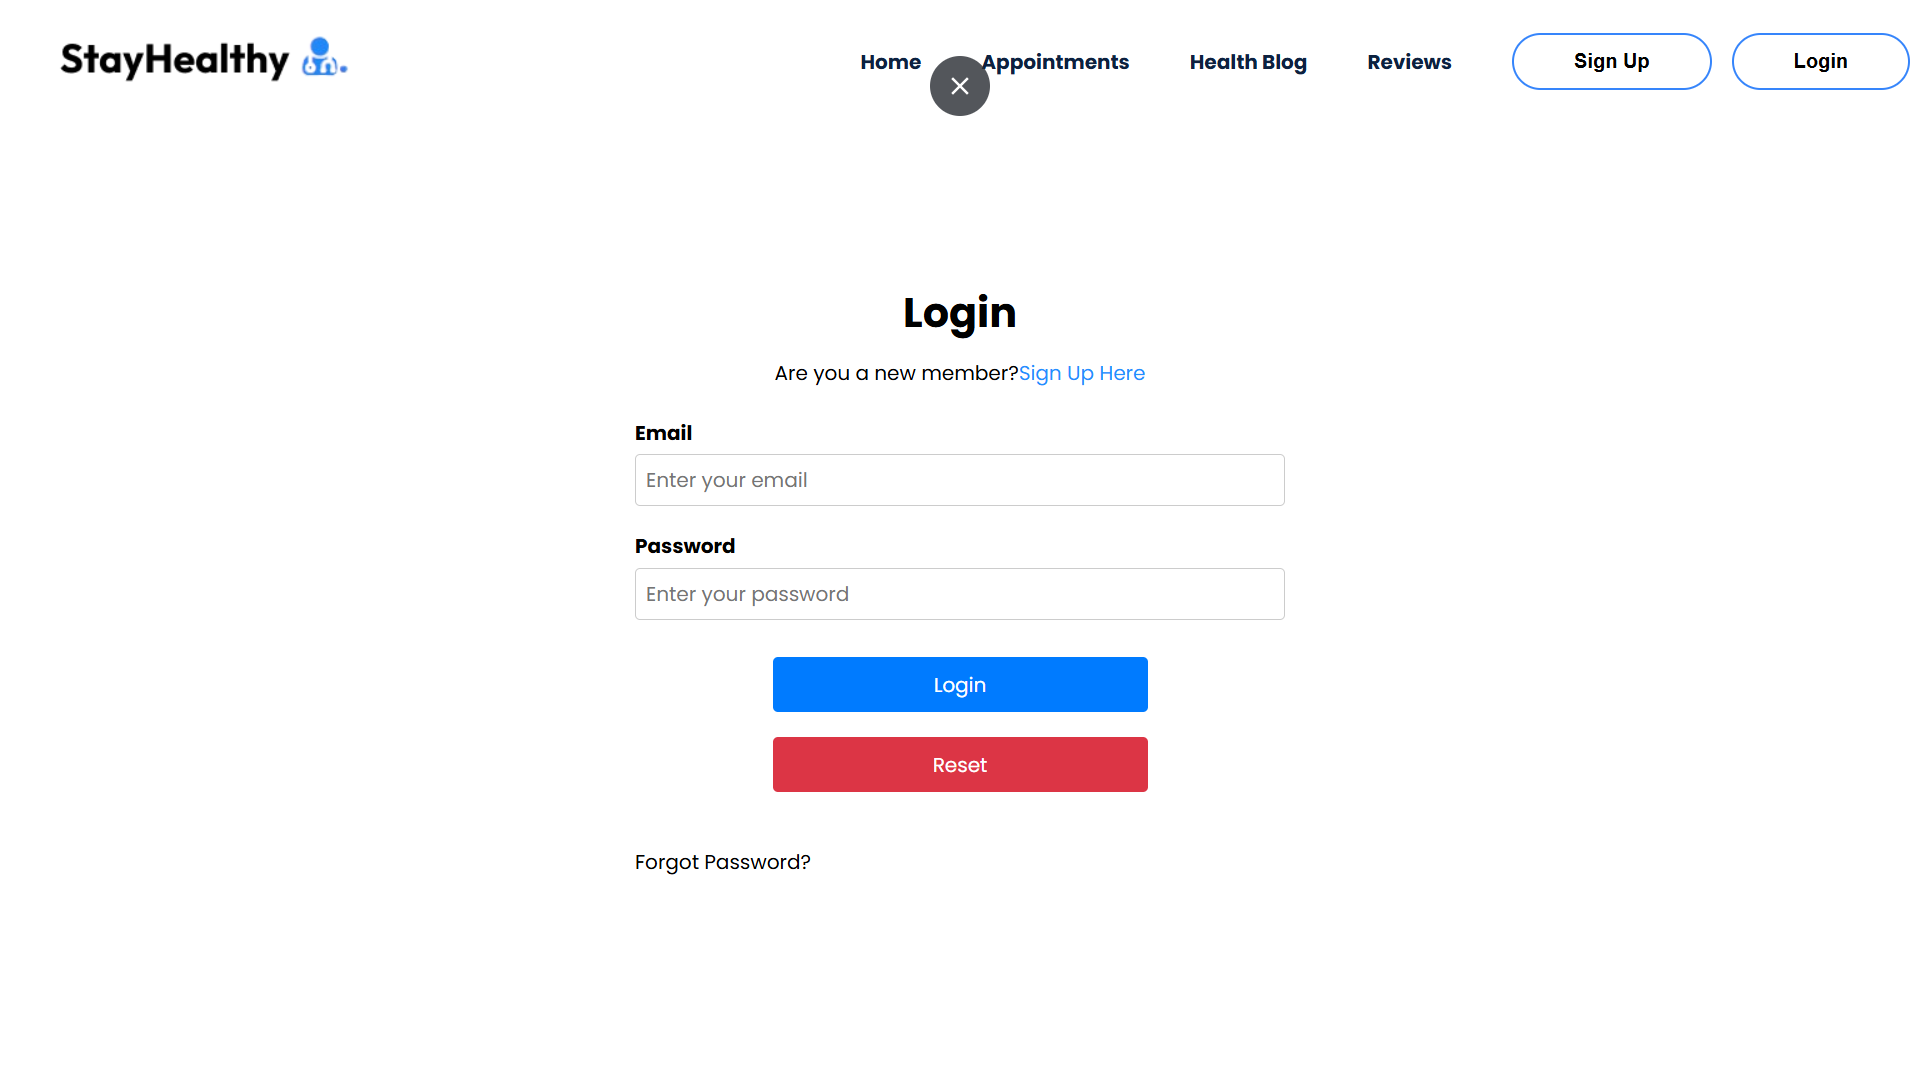 StayHealthy
Home Appointments Health Blog Reviews Sign Up Login
Login
Are you a new member?Sign Up Here
Email
Enter your email
Password
Enter your password
Login
Reset
Forgot Password?